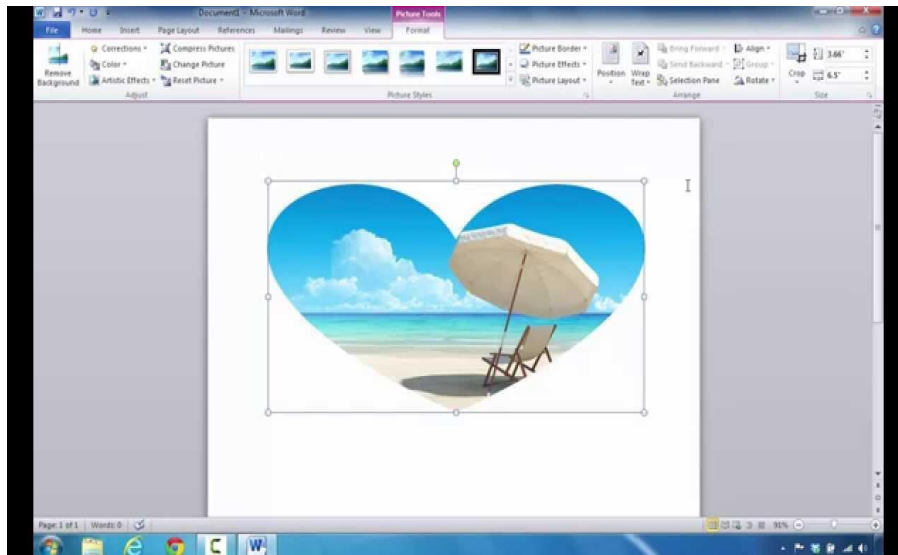 Document1 - Microsoft Word
Picture Tools
File Home Insert Page Layout References Mailings Review View Format
Remove Background
Corrections
Color
Artistic Effects
Compress Pictures
Change Picture
Reset Picture
Adjust
Picture Styles
Picture Border
Picture Effects
Picture Layout
Position
Wrap Text
Bring Forward
Send Backward
Selection Pane
Align
Group
Rotate
Arrange
Crop
3.66"
6.5"
Size
Page: 1 of 1 Words: 0
91%